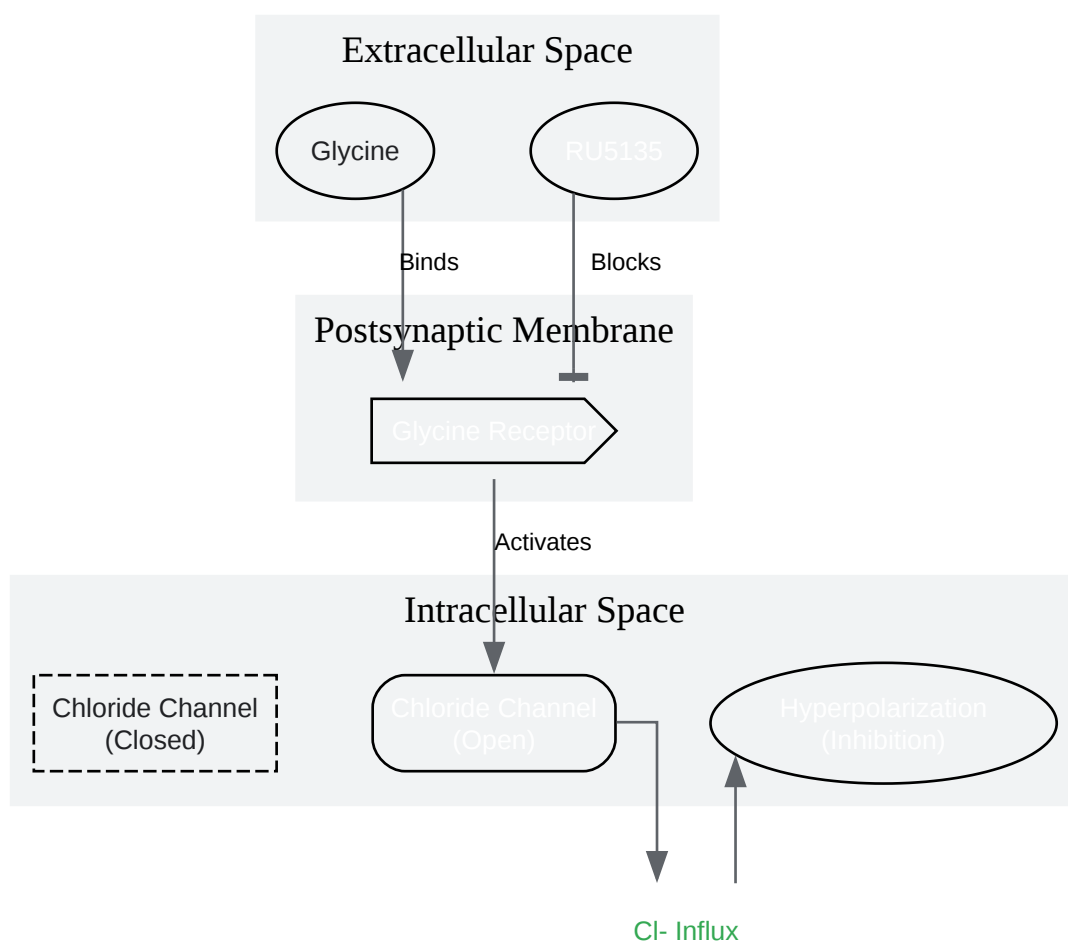 Extracellular Space
Glycine
RU5135
Binds
Blocks
Postsynaptic Membrane
Glycine Receptor
Activates
Intracellular Space
Chloride Channel
(Closed)
Chloride Channel
(Open)
Hyperpolarization
(Inhibition)
Cl- Influx